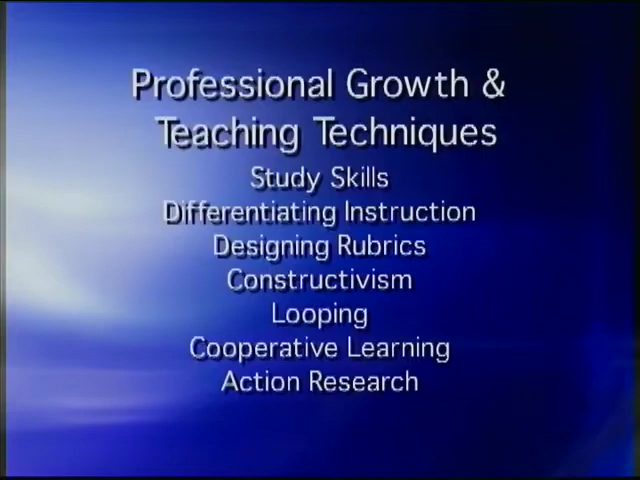 Professional Growth &
Teaching Techniques
Study Skills
Differentiating Instruction
Designing Rubrics
Constructivism
Looping
Cooperative Learning
Action Research